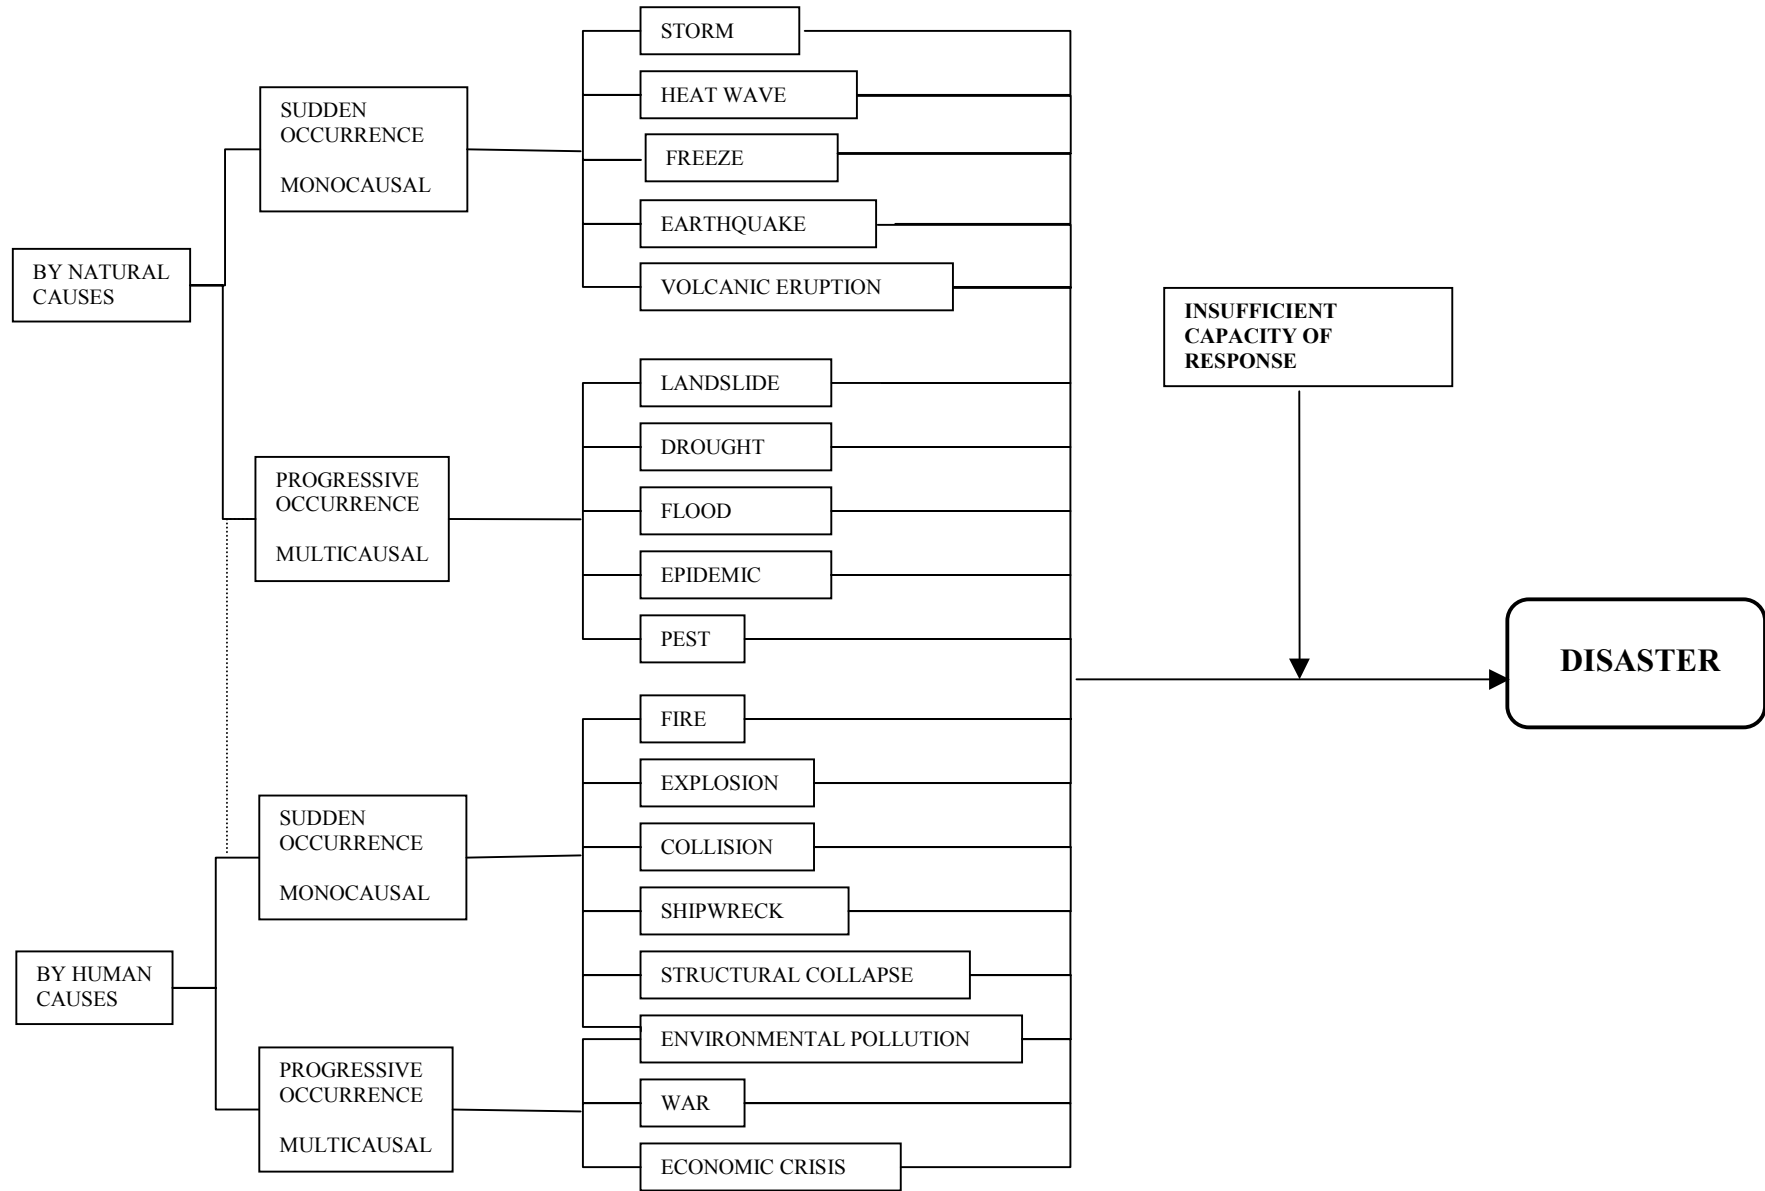 STORM
HEAT WAVE
FREEZE
EARTHQUAKE
VOLCANIC ERUPTION
SUDDEN
OCCURRENCE
MONOCAUSAL
BY NATURAL
CAUSES
INSUFFICIENT
CAPACITY OF
RESPONSE
LANDSLIDE
DROUGHT
FLOOD
EPIDEMIC
PEST
PROGRESSIVE
OCCURRENCE
MULTICAUSAL
DISASTER
FIRE
EXPLOSION
COLLISION
SHIPWRECK
STRUCTURAL COLLAPSE
ENVIRONMENTAL POLLUTION
WAR
ECONOMIC CRISIS
SUDDEN
OCCURRENCE
MONOCAUSAL
BY HUMAN
CAUSES
PROGRESSIVE
OCCURRENCE
MULTICAUSAL